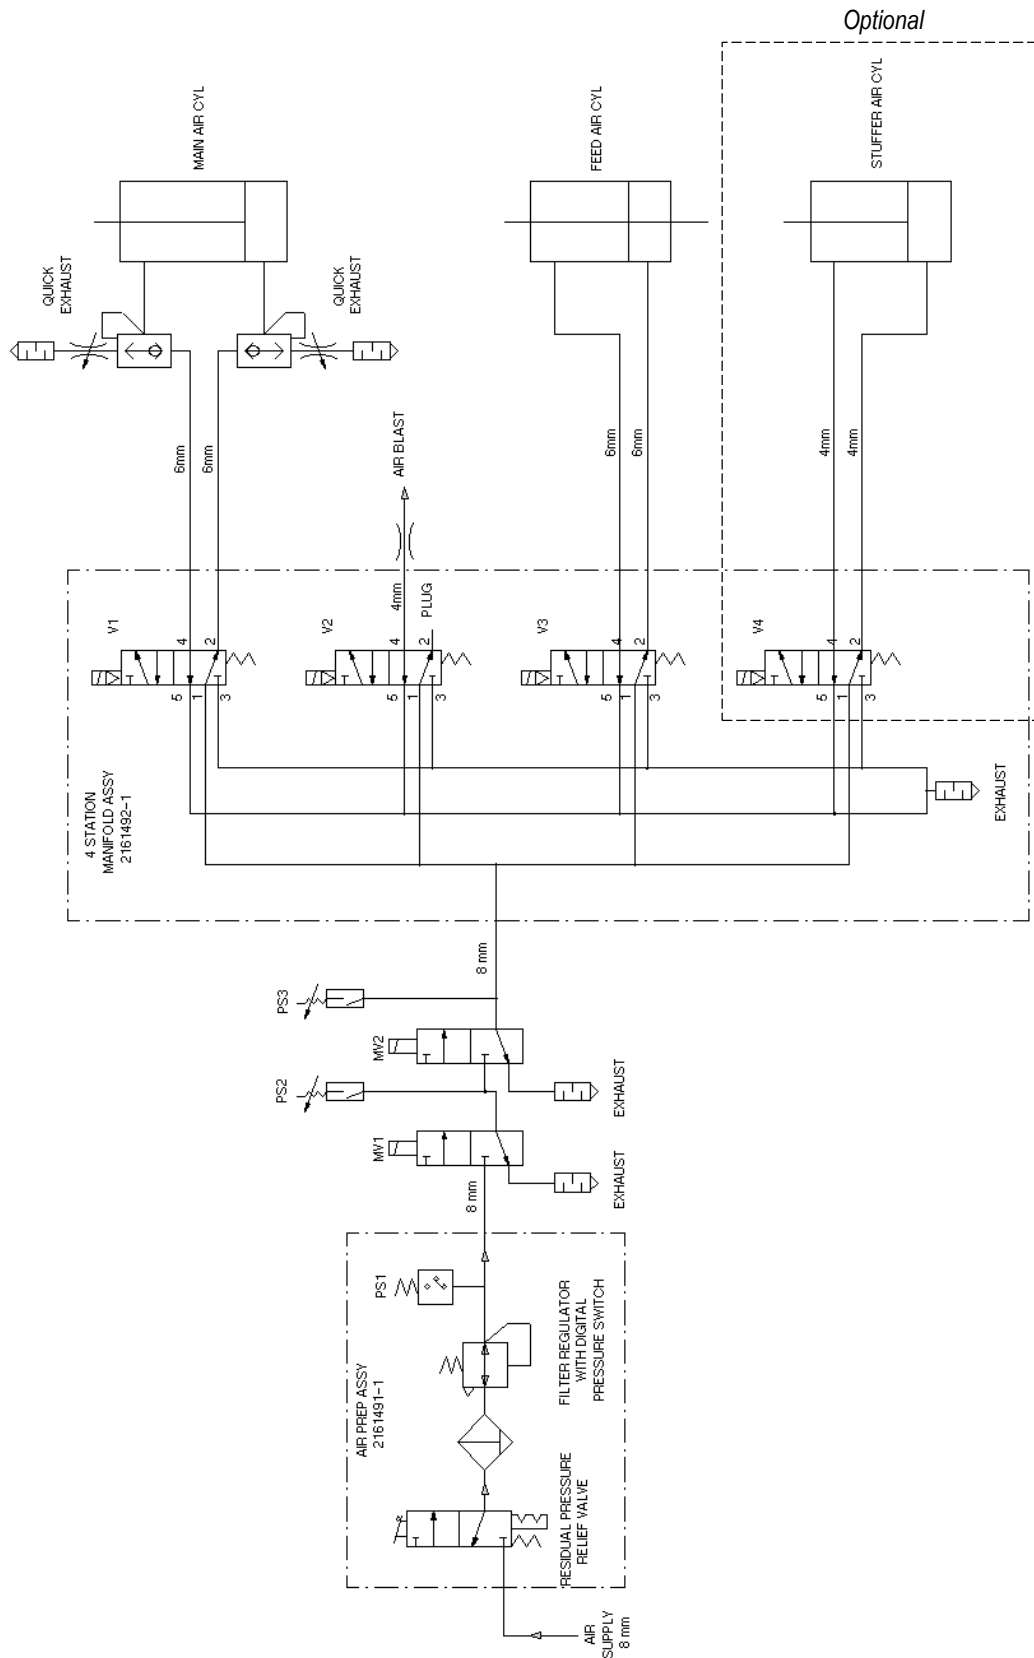 Optional
MAIN AIR CYL
FEED AIR CYL
STUFFER AIR CYL
QUICK
EXHAUST
QUICK
EXHAUST
6mm
6mm
AIR BLAST
6mm
6mm
4mm
4mm
4mm
PLUG
V1
4
2
5
1
3
V2
4
2
5
1
3
V3
4
2
5
1
3
V4
4
2
5
1
3
4 STATION
MANIFOLD ASSY
2161492-1
EXHAUST
8 mm
PS3
MV2
EXHAUST
PS2
MV1
EXHAUST
8 mm
PS1
FILTER REGULATOR
WITH DIGITAL
PRESSURE SWITCH
AIR PREP ASSY
2161491-1
RESIDUAL PRESSURE
RELIEF VALVE
AIR
SUPPLY
8 mm